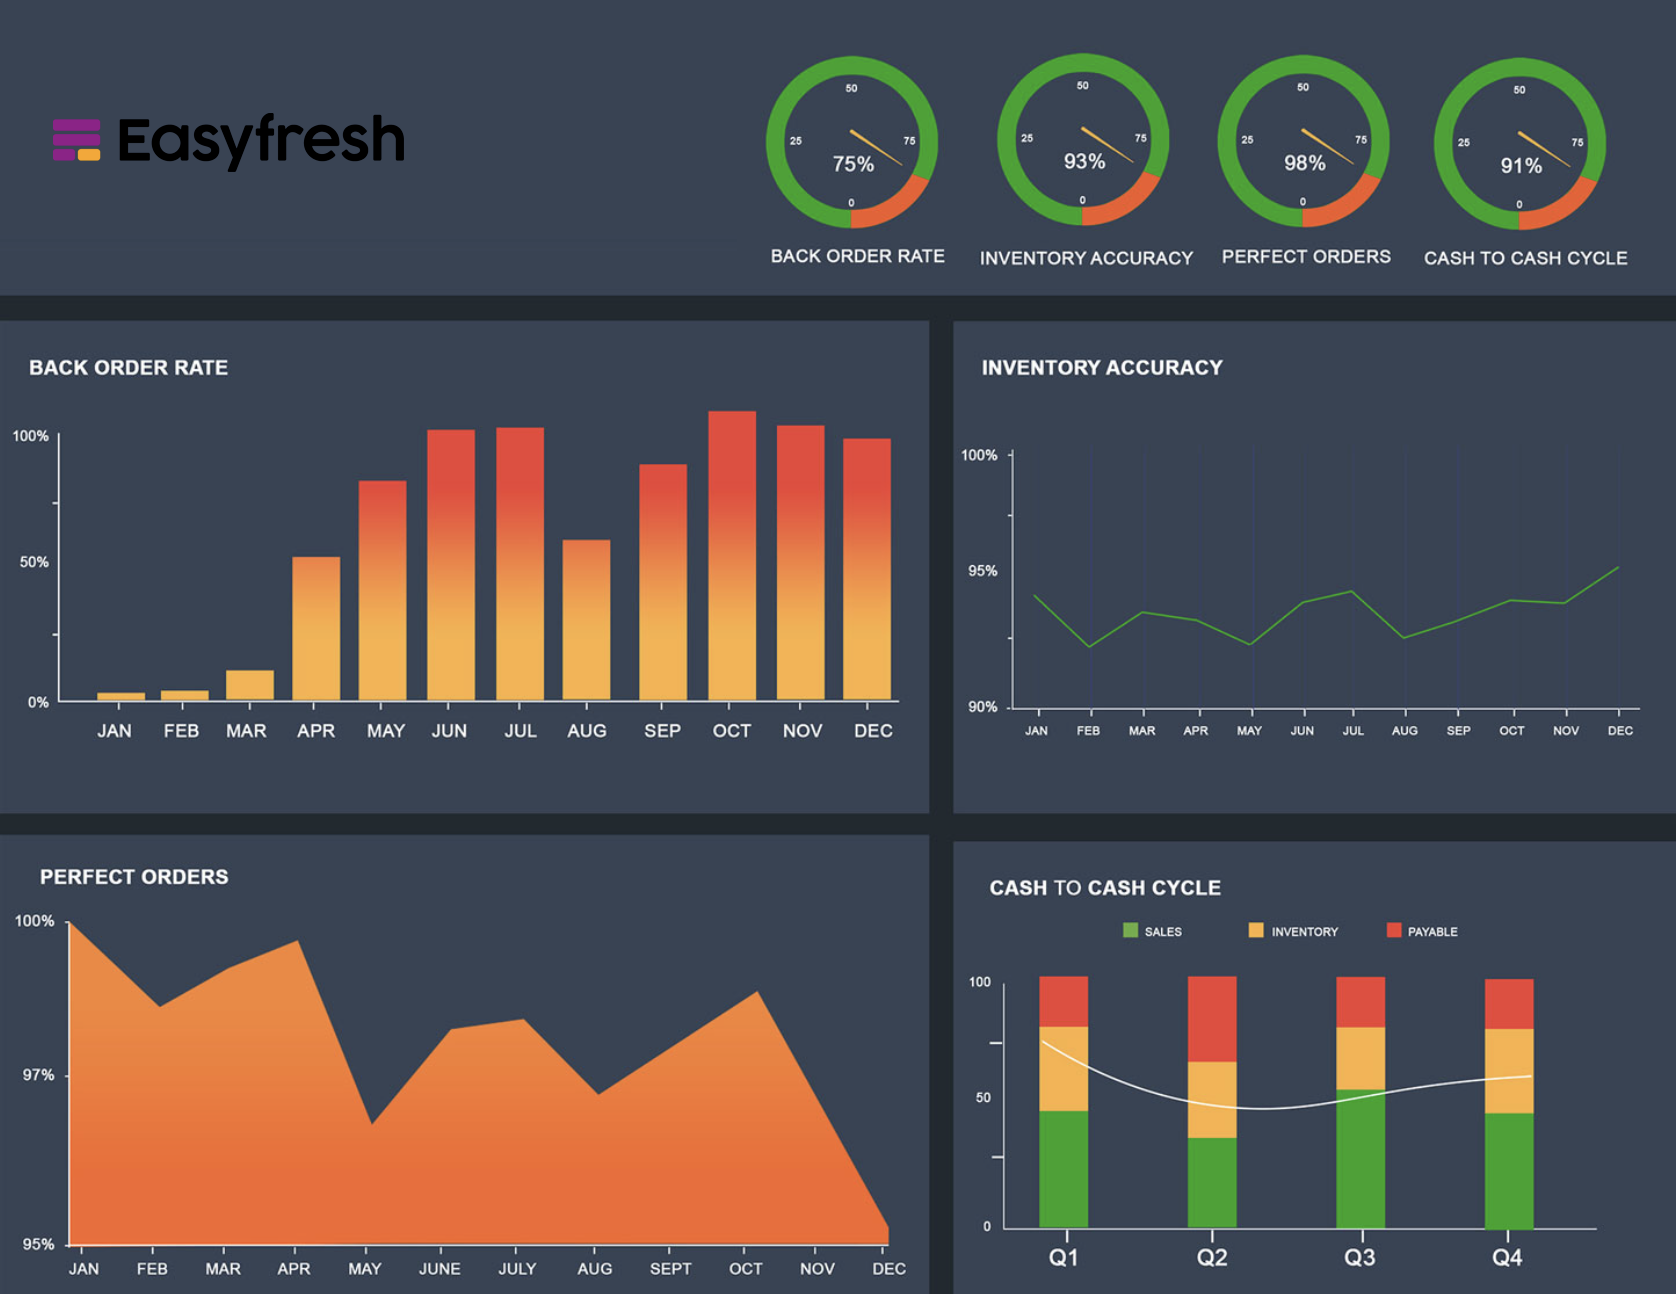 Easyfresh
50
25
75
75%
0
BACK ORDER RATE
50
25
75
93%
0
INVENTORY ACCURACY
50
25
75
98%
0
PERFECT ORDERS
50
25
75
91%
0
CASH TO CASH CYCLE
BACK ORDER RATE
100%
50%
0%
JAN FEB MAR APR MAY JUN JUL AUG SEP OCT NOV DEC
INVENTORY ACCURACY
100%
95%
90%
JAN FEB MAR APR MAY JUN JUL AUG SEP OCT NOV DEC
PERFECT ORDERS
100%
97%
95%
JAN FEB MAR APR MAY JUNE JULY AUG SEPT OCT NOV DEC
CASH TO CASH CYCLE
SALES INVENTORY PAYABLE
100
50
0
Q1 Q2 Q3 Q4